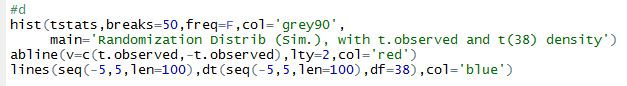 #d
hist(tstats,breaks=50,freq=F,col='grey90',
main='Randomization Distrib (Sim.), with t.observed and t(38) density')
abline(v=c(t.observed,-t.observed),lty=2,col='red')
lines(seq(-5,5,len=100),dt(seq(-5,5,len=100),df=38),col='blue')